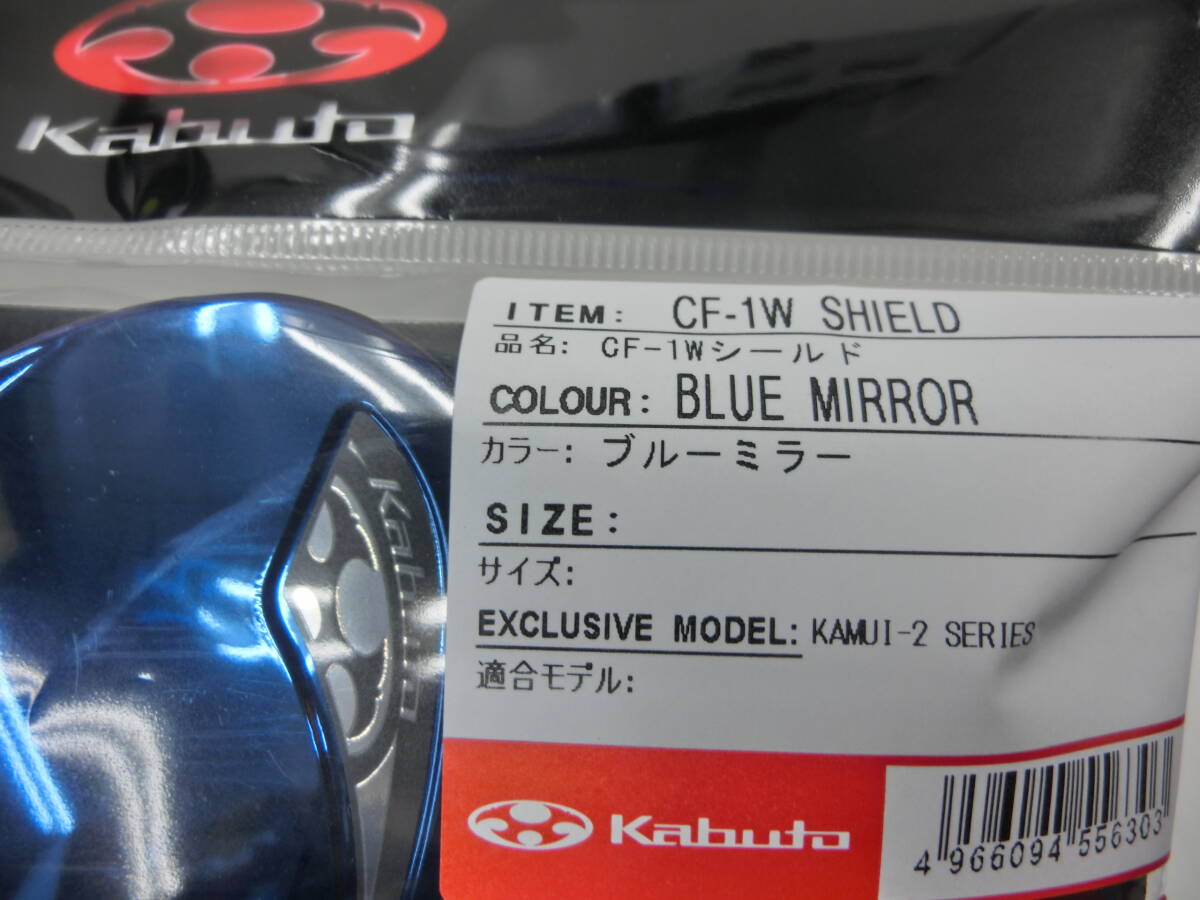 Kabuto
ITEM: CF-1W SHIELD
品名: CF-1Wシールド
COLOUR: BLUE MIRROR
カラー: ブルーミラー
SIZE:
サイズ:
EXCLUSIVE MODEL: KAMUI-2 SERIES
適合モデル:
Kabuto
Kabuto
4 966094 556303